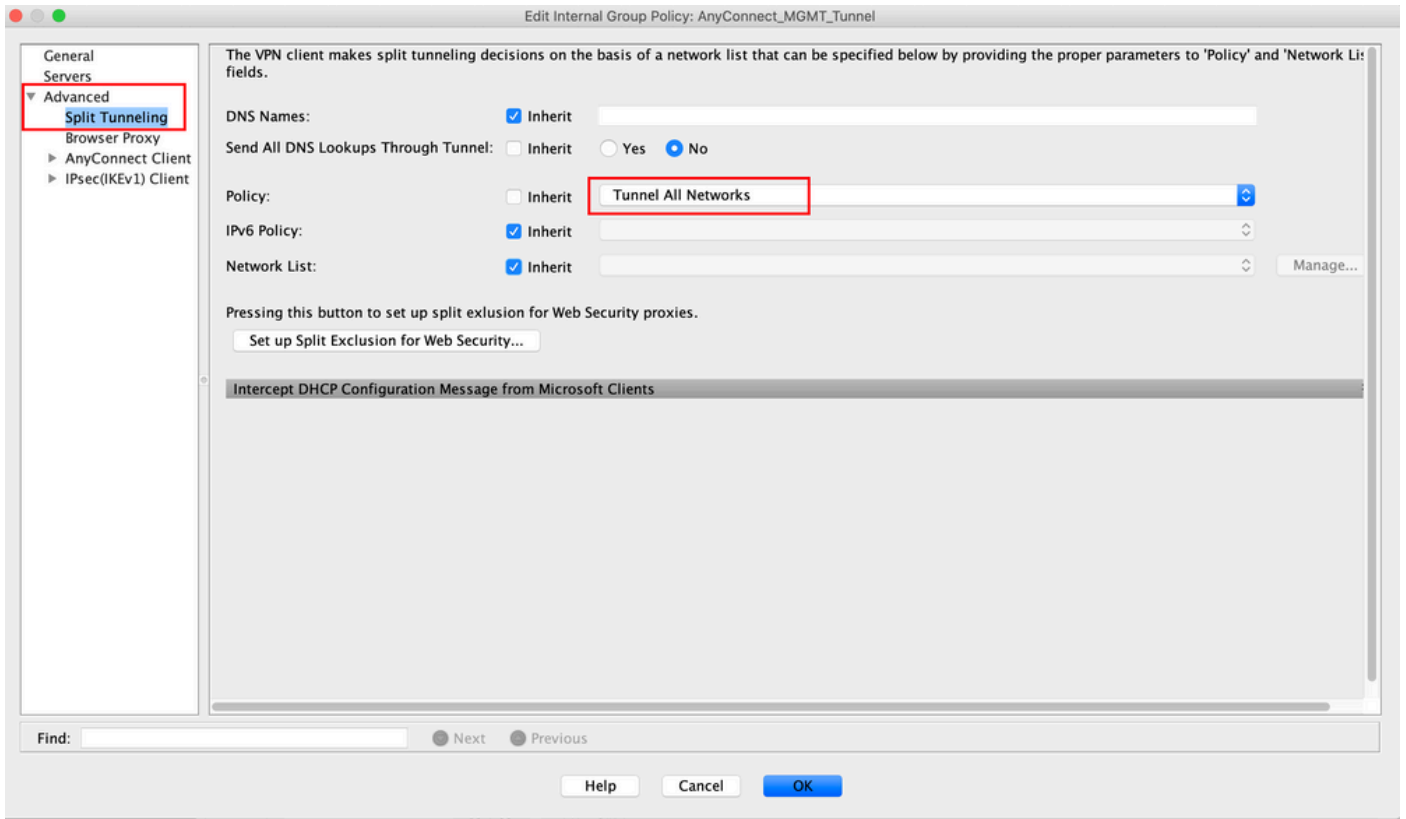 Edit Internal Group Policy: AnyConnect_MGMT_Tunnel
General
Servers
Advanced
Split Tunneling
Browser Proxy
AnyConnect Client
IPsec(IKEv1) Client
The VPN client makes split tunneling decisions on the basis of a network list that can be specified below by providing the proper parameters to 'Policy' and 'Network Lis
fields.
DNS Names: Inherit
Send All DNS Lookups Through Tunnel: Inherit Yes No
Policy: Inherit Tunnel All Networks
IPv6 Policy: Inherit
Network List: Inherit Manage...
Pressing this button to set up split exlusion for Web Security proxies.
Set up Split Exclusion for Web Security...
Intercept DHCP Configuration Message from Microsoft Clients
Find: Next Previous
Help Cancel OK